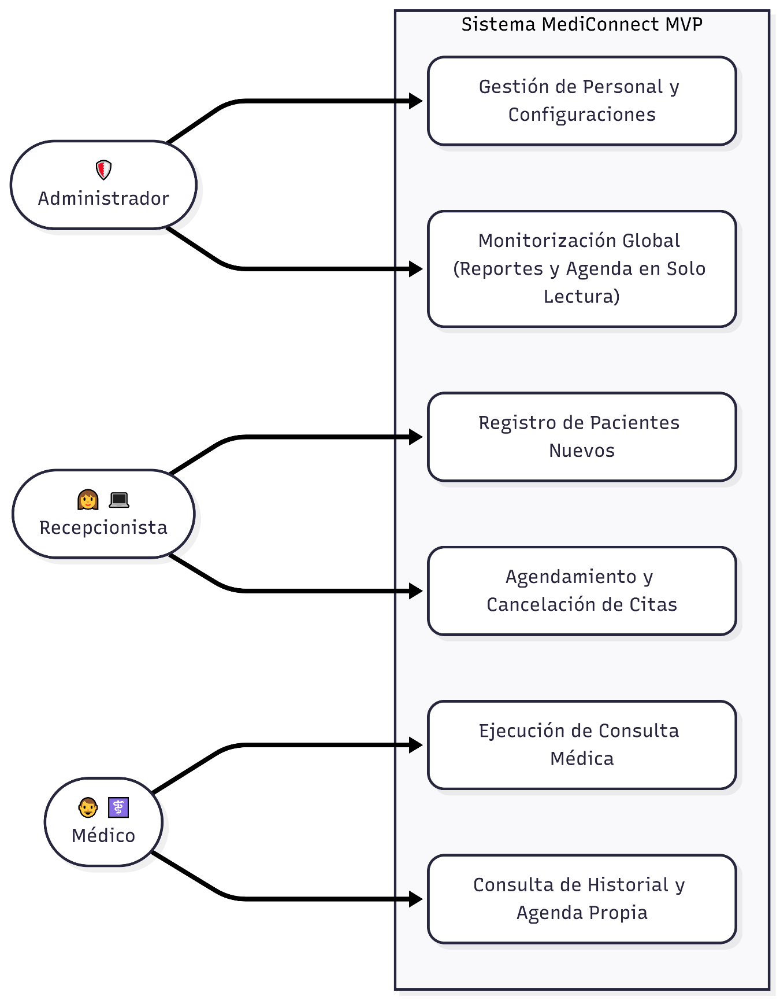 Sistema MediConnect MVP
Gestión de Personal y
Configuraciones
Administrador
Monitorización Global
(Reportes y Agenda en Solo
Lectura)
Registro de Pacientes
Nuevos
Recepcionista
Agendamiento y
Cancelación de Citas
Ejecución de Consulta
Médica
Médico
Consulta de Historial y
Agenda Propia